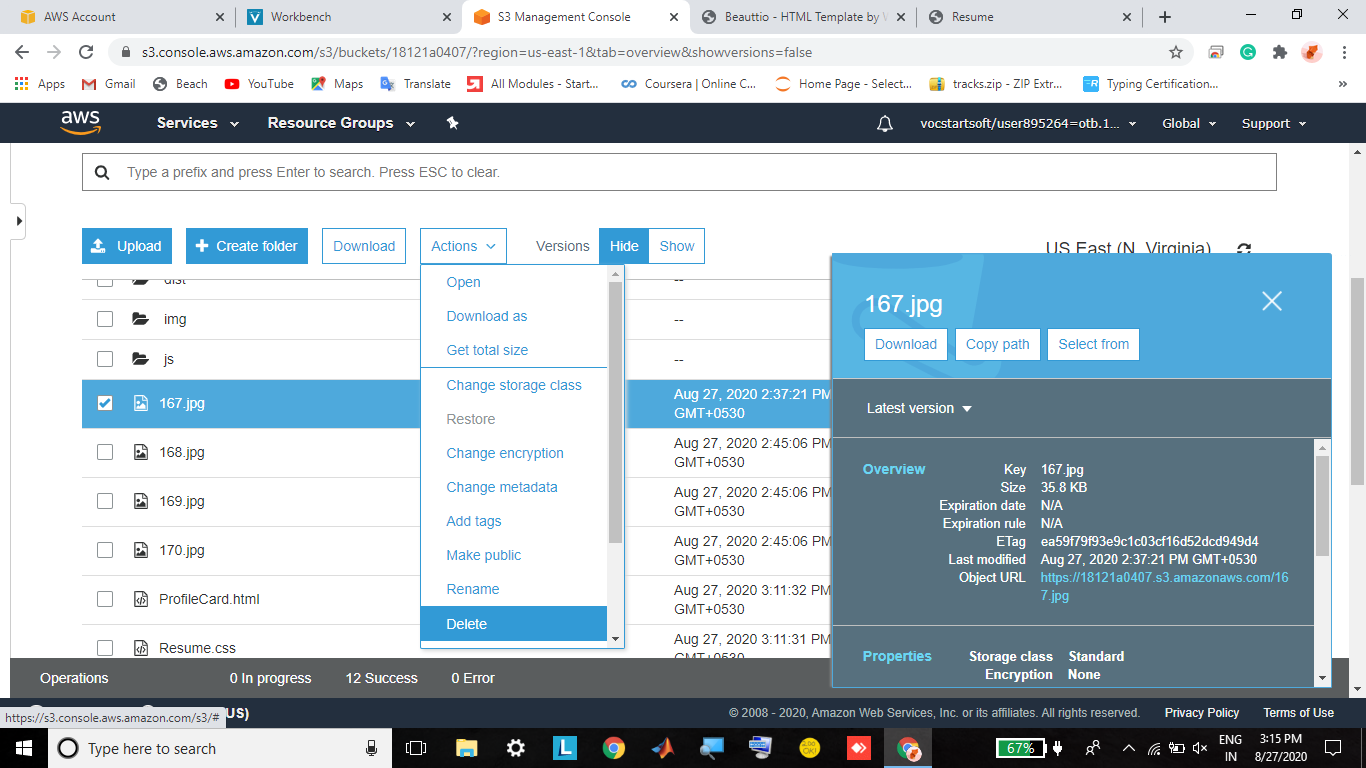 AWS Account
Workbench
S3 Management Console
Beauttio - HTML Template by W
Resume
s3.console.aws.amazon.com/s3/buckets/18121a0407/?region=us-east-1&tab=overview&showversions=false
Apps
Gmail
Beach
YouTube
Maps
Translate
All Modules - Start...
Coursera | Online C...
Home Page - Select...
tracks.zip - ZIP Extr...
Typing Certification...
aws
Services
Resource Groups
vocstartsoft/user895264=otb.1...
Global
Support
Type a prefix and press Enter to search. Press ESC to clear.
Upload
Create folder
Download
Actions
Versions
Hide
Show
US East (N. Virginia)
dist
--
img
--
js
--
167.jpg
Aug 27, 2020 2:37:21 PM
GMT+0530
168.jpg
Aug 27, 2020 2:45:06 PM
GMT+0530
169.jpg
Aug 27, 2020 2:45:06 PM
GMT+0530
170.jpg
Aug 27, 2020 2:45:06 PM
GMT+0530
ProfileCard.html
Aug 27, 2020 3:11:32 PM
GMT+0530
Resume.css
Aug 27, 2020 3:11:31 PM
GMT+0530
Open
Download as
Get total size
Change storage class
Restore
Change encryption
Change metadata
Add tags
Make public
Rename
Delete
167.jpg
Download
Copy path
Select from
Latest version
Overview
Key 167.jpg
Size 35.8 KB
Expiration date N/A
Expiration rule N/A
ETag ea59f79f93e9c1c03cf16d52dcd949d4
Last modified Aug 27, 2020 2:37:21 PM GMT+0530
Object URL https://18121a0407.s3.amazonaws.com/16
7.jpg
Properties
Storage class Standard
Encryption None
Operations
0 In progress
12 Success
0 Error
https://s3.console.aws.amazon.com/s3/#
US)
© 2008 - 2020, Amazon Web Services, Inc. or its affiliates. All rights reserved.
Privacy Policy
Terms of Use
Type here to search
L
2.00
OK!
67%
ENG
IN
3:15 PM
8/27/2020